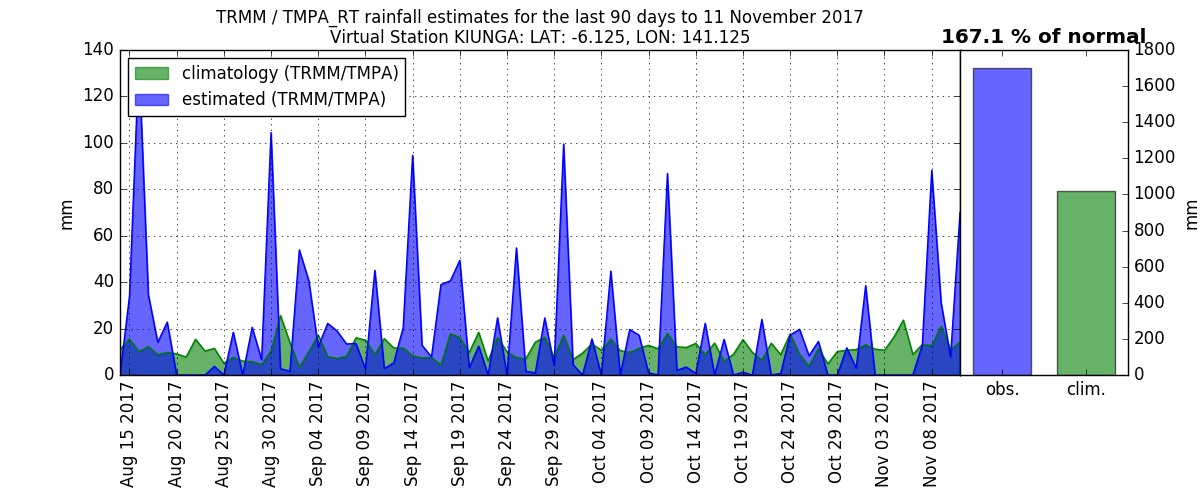 TRMM / TMPA_RT rainfall estimates for the last 90 days to 11 November 2017
Virtual Station KIUNGA: LAT: -6.125, LON: 141.125
167.1 % of normal
climatology (TRMM/TMPA)
estimated (TRMM/TMPA)
mm
140
120
100
80
60
40
20
0
Aug 15 2017
Aug 20 2017
Aug 25 2017
Aug 30 2017
Sep 04 2017
Sep 09 2017
Sep 14 2017
Sep 19 2017
Sep 24 2017
Sep 29 2017
Oct 04 2017
Oct 09 2017
Oct 14 2017
Oct 19 2017
Oct 24 2017
Oct 29 2017
Nov 03 2017
Nov 08 2017
1800
1600
1400
1200
1000
800
600
400
200
0
mm
obs.
clim.